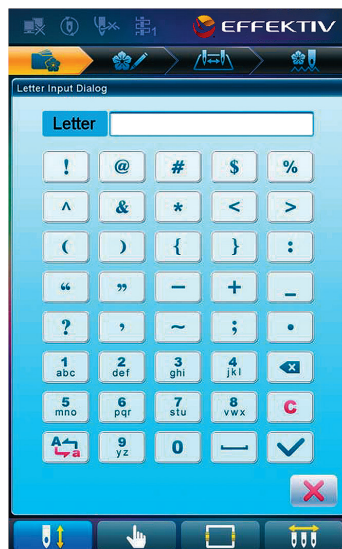 1
EFFEKTIV
Letter Input Dialog
Letter
! @ # $ %
^ & * < >
( ) { } :
“ ” − + _
? , ~ ; •
1 2 3 4
abc def ghi jkl
5 6 7 8 C
mno pqr stu vwx
A a 9 0
yz